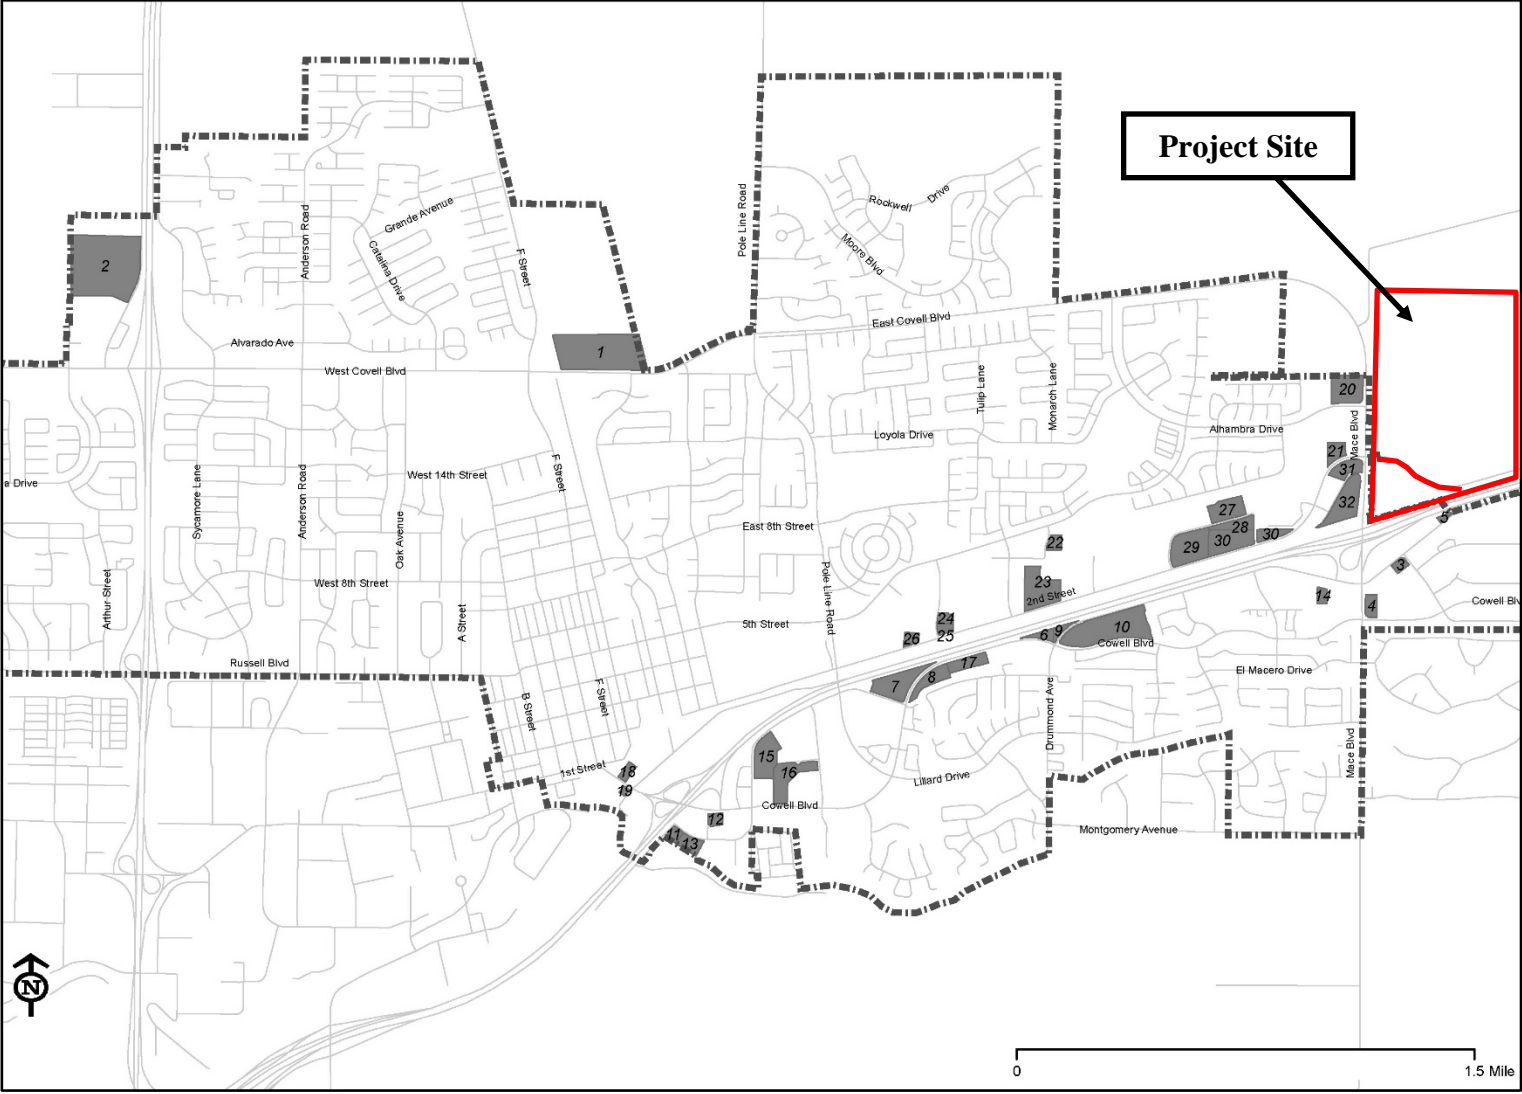 Project Site
Rockwell Drive
Pole Line Road
Grande Avenue
Anderson Road
Moore Blvd
F Street
Catalina Drive
2
East Covell Blvd
Alvarado Ave
1
West Covell Blvd
Tulip Lane
Monarch Lane
20
Alhambra Drive
Mace Blvd
Loyola Drive
21
31
F Street
West 14th Street
a Drive
Sycamore Lane
Anderson Road
32
27
5
East 8th Street
28
Oak Avenue
30
30
29
22
3
West 8th Street
23
Arthur Street
Pole Line Road
2nd Street
14
4
Cowell Blv
A Street
5th Street
24
25
26
6
9
10
Cowell Blvd
Russell Blvd
17
El Macero Drive
8
7
B Street
F Street
Drummond Ave
Mace Blvd
15
16
1st Street
18
19
Lillard Drive
Cowell Blvd
12
11
13
Montgomery Avenue
N
0
1.5 Mile